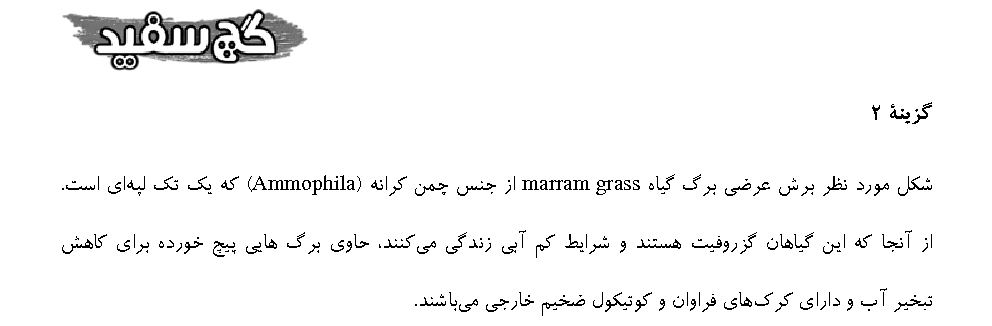 گچ سفید
گزینهٔ ۲
شکل مورد نظر برش عرضی برگ گیاه marram grass از جنس چمن کرانه (Ammophila) که یک تک لپه‌ای است.
از آنجا که این گیاهان گزروفیت هستند و شرایط کم آبی زندگی می‌کنند، حاوی برگ هایی پیچ خورده برای کاهش
تبخیر آب و دارای کرک‌های فراوان و کوتیکول ضخیم خارجی می‌باشند.